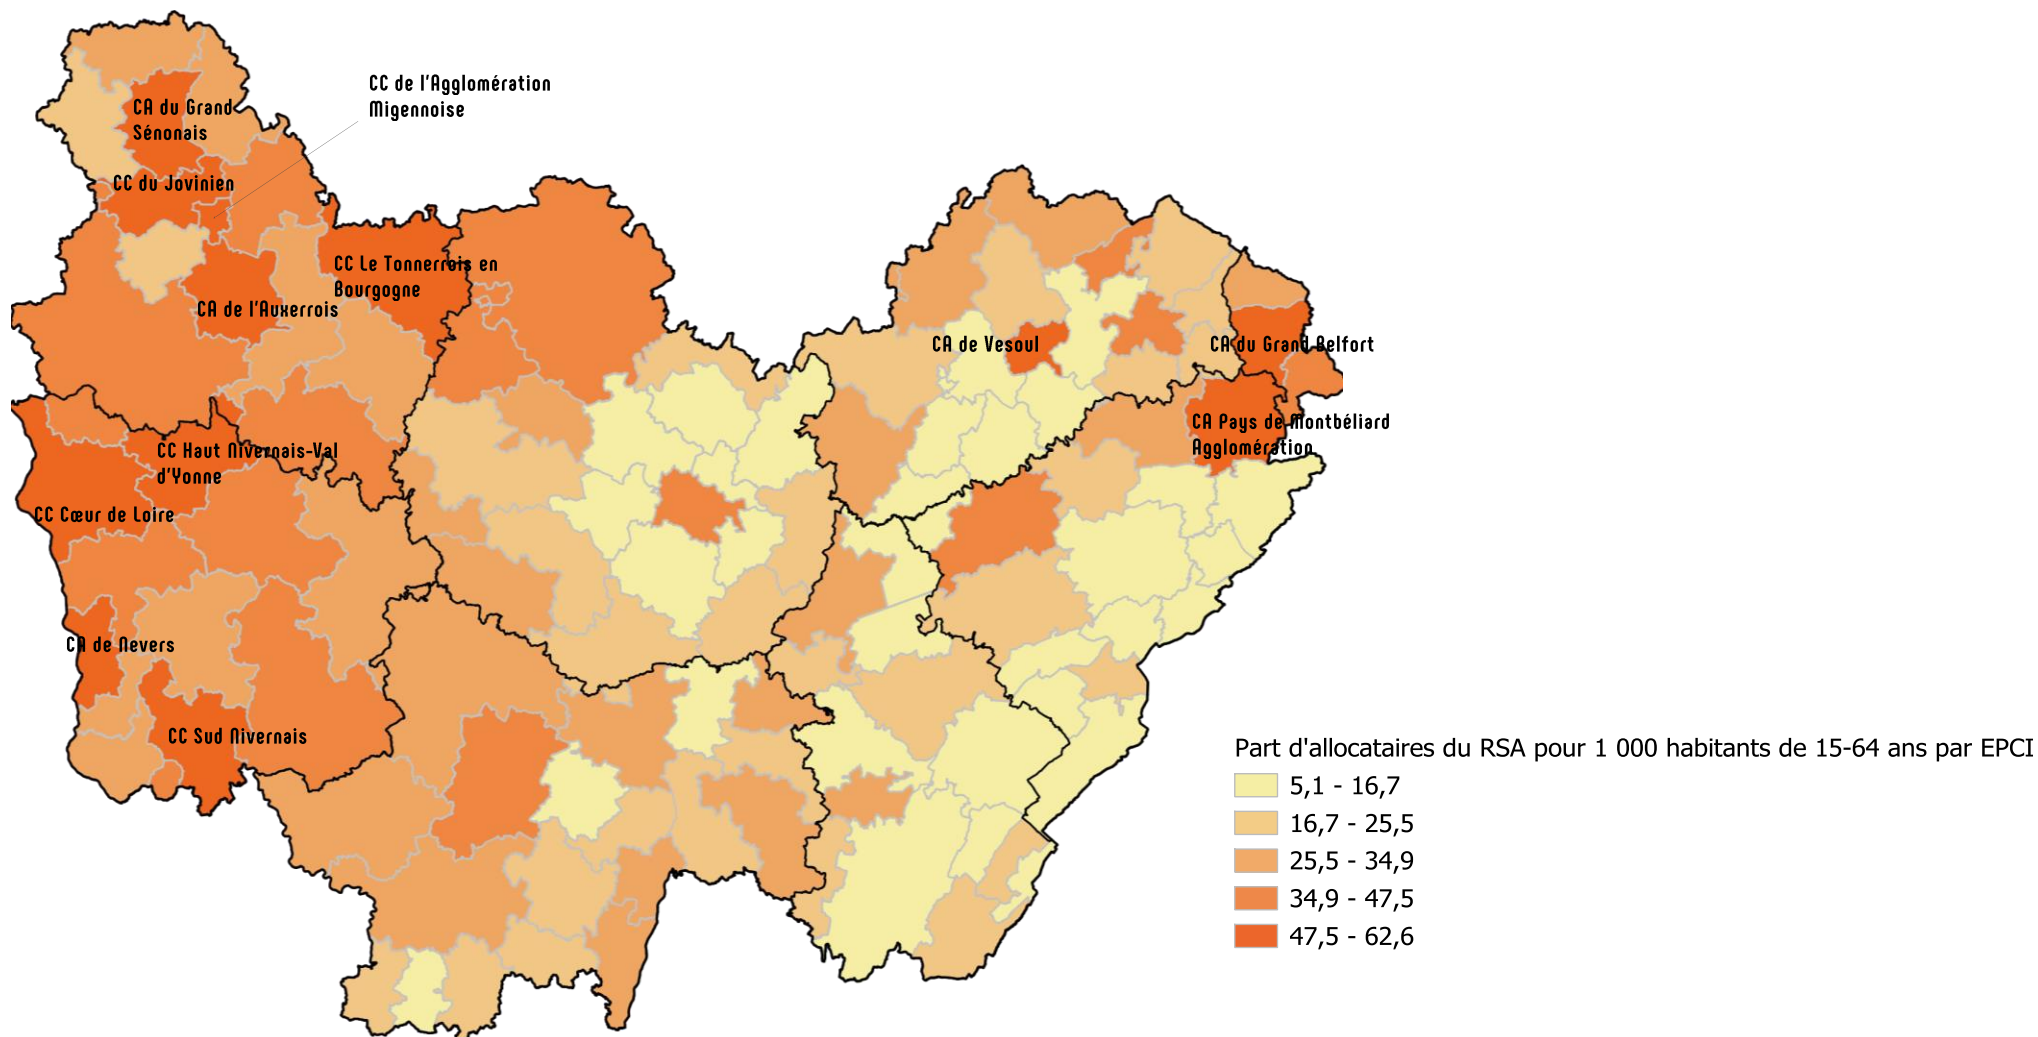 CC de l'Agglomération
Migennoise
CA du Grand
Sénonais
CC du Jovinien
CC Le Tonnerrois en
Bourgogne
CA de l'Auxerrois
CA de Vesoul
CA du Grand Belfort
CA Pays de Montbéliard
Agglomération
CC Haut Nivernais-Val
d'Yonne
CC Cœur de Loire
CA de Nevers
CC Sud Nivernais
Part d'allocataires du RSA pour 1 000 habitants de 15-64 ans par EPCI
5,1 - 16,7
16,7 - 25,5
25,5 - 34,9
34,9 - 47,5
47,5 - 62,6